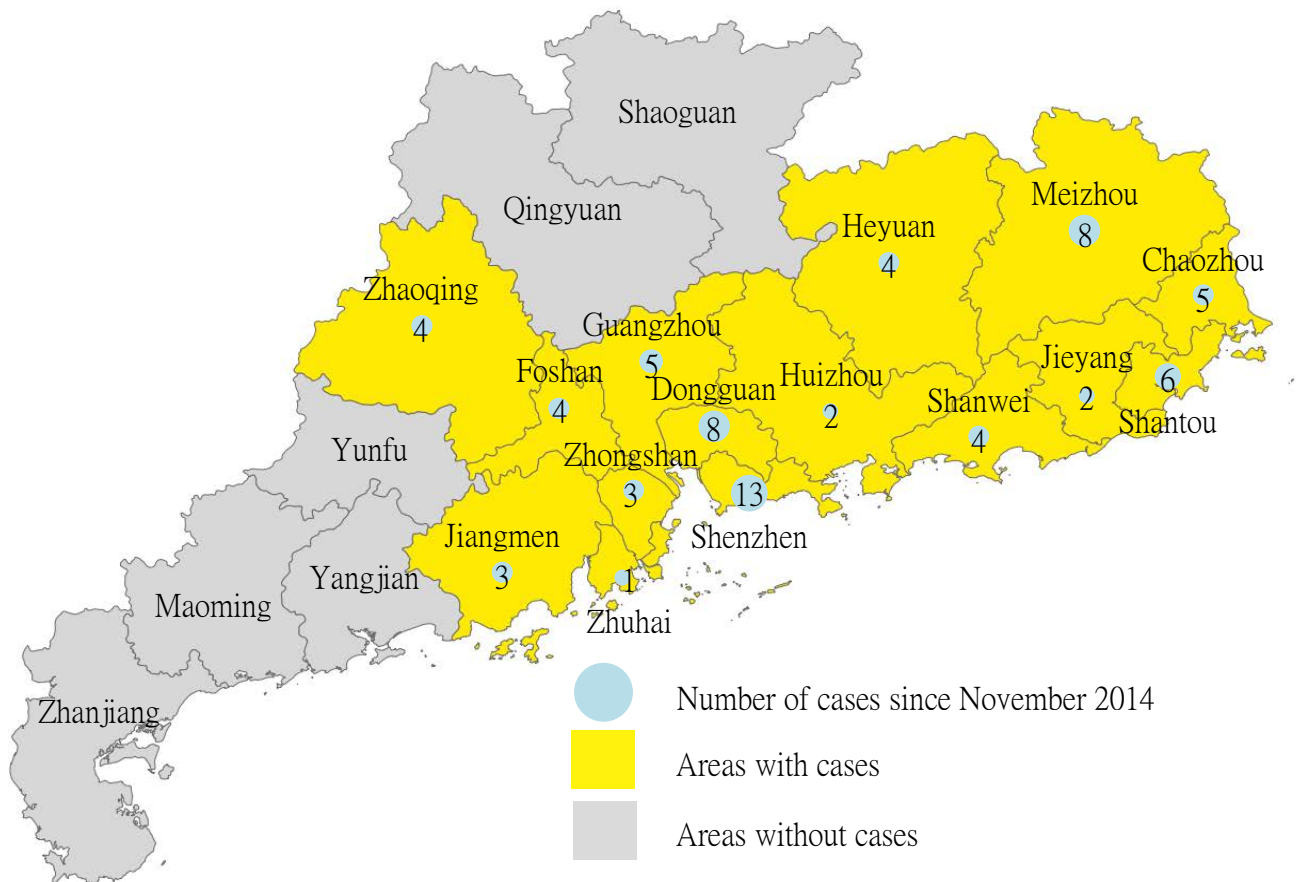 Shaoguan
Meizhou
8
Qingyuan
Heyuan
4
Chaozhou
5
Zhaoqing
4
Guangzhou
5
Jieyang
2
Foshan
4
Dongguan
8
Huizhou
2
Shanwei
4
6
Shantou
Yunfu
Zhongshan
3
13
Shenzhen
Jiangmen
3
Yangjian
Maoming
1
Zhuhai
Zhanjiang
Number of cases since November 2014
Areas with cases
Areas without cases